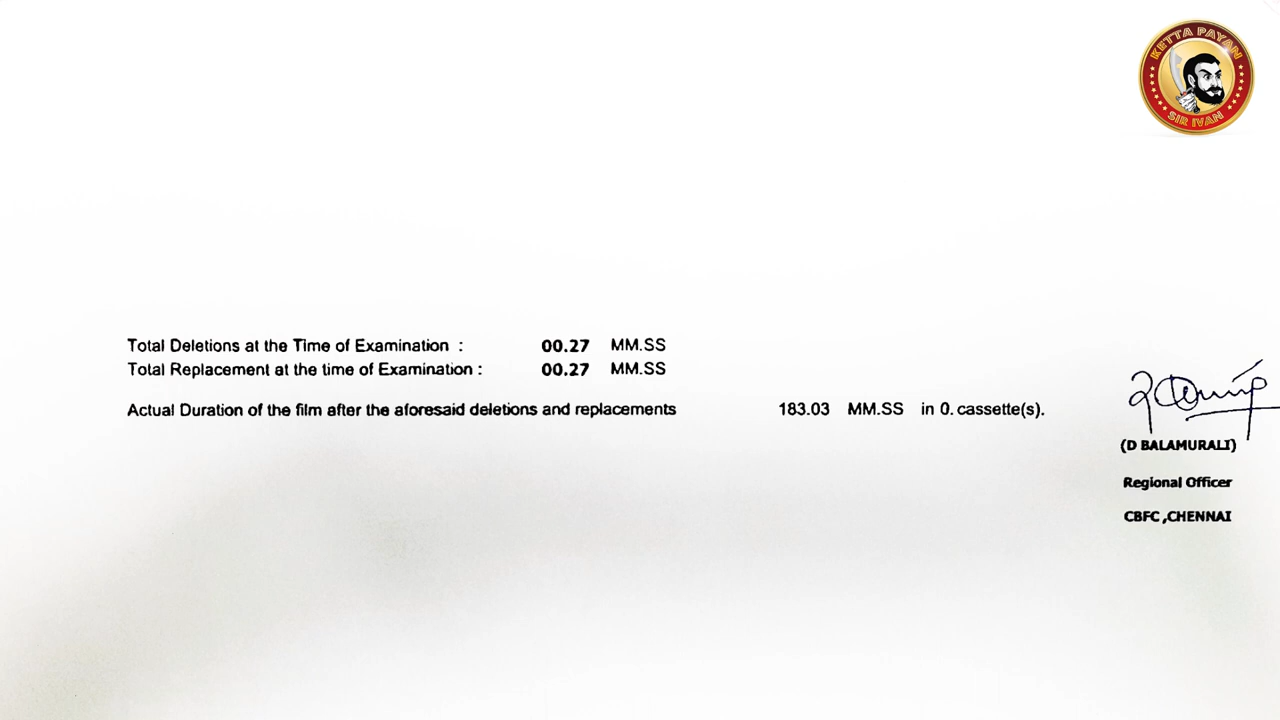 KETTA PAYAN
SIR IVAN
Total Deletions at the Time of Examination : 00.27 MM.SS
Total Replacement at the time of Examination : 00.27 MM.SS
Actual Duration of the film after the aforesaid deletions and replacements 183.03 MM.SS in 0. cassette(s).
(D BALAMURALI)
Regional Officer
CBFC ,CHENNAI